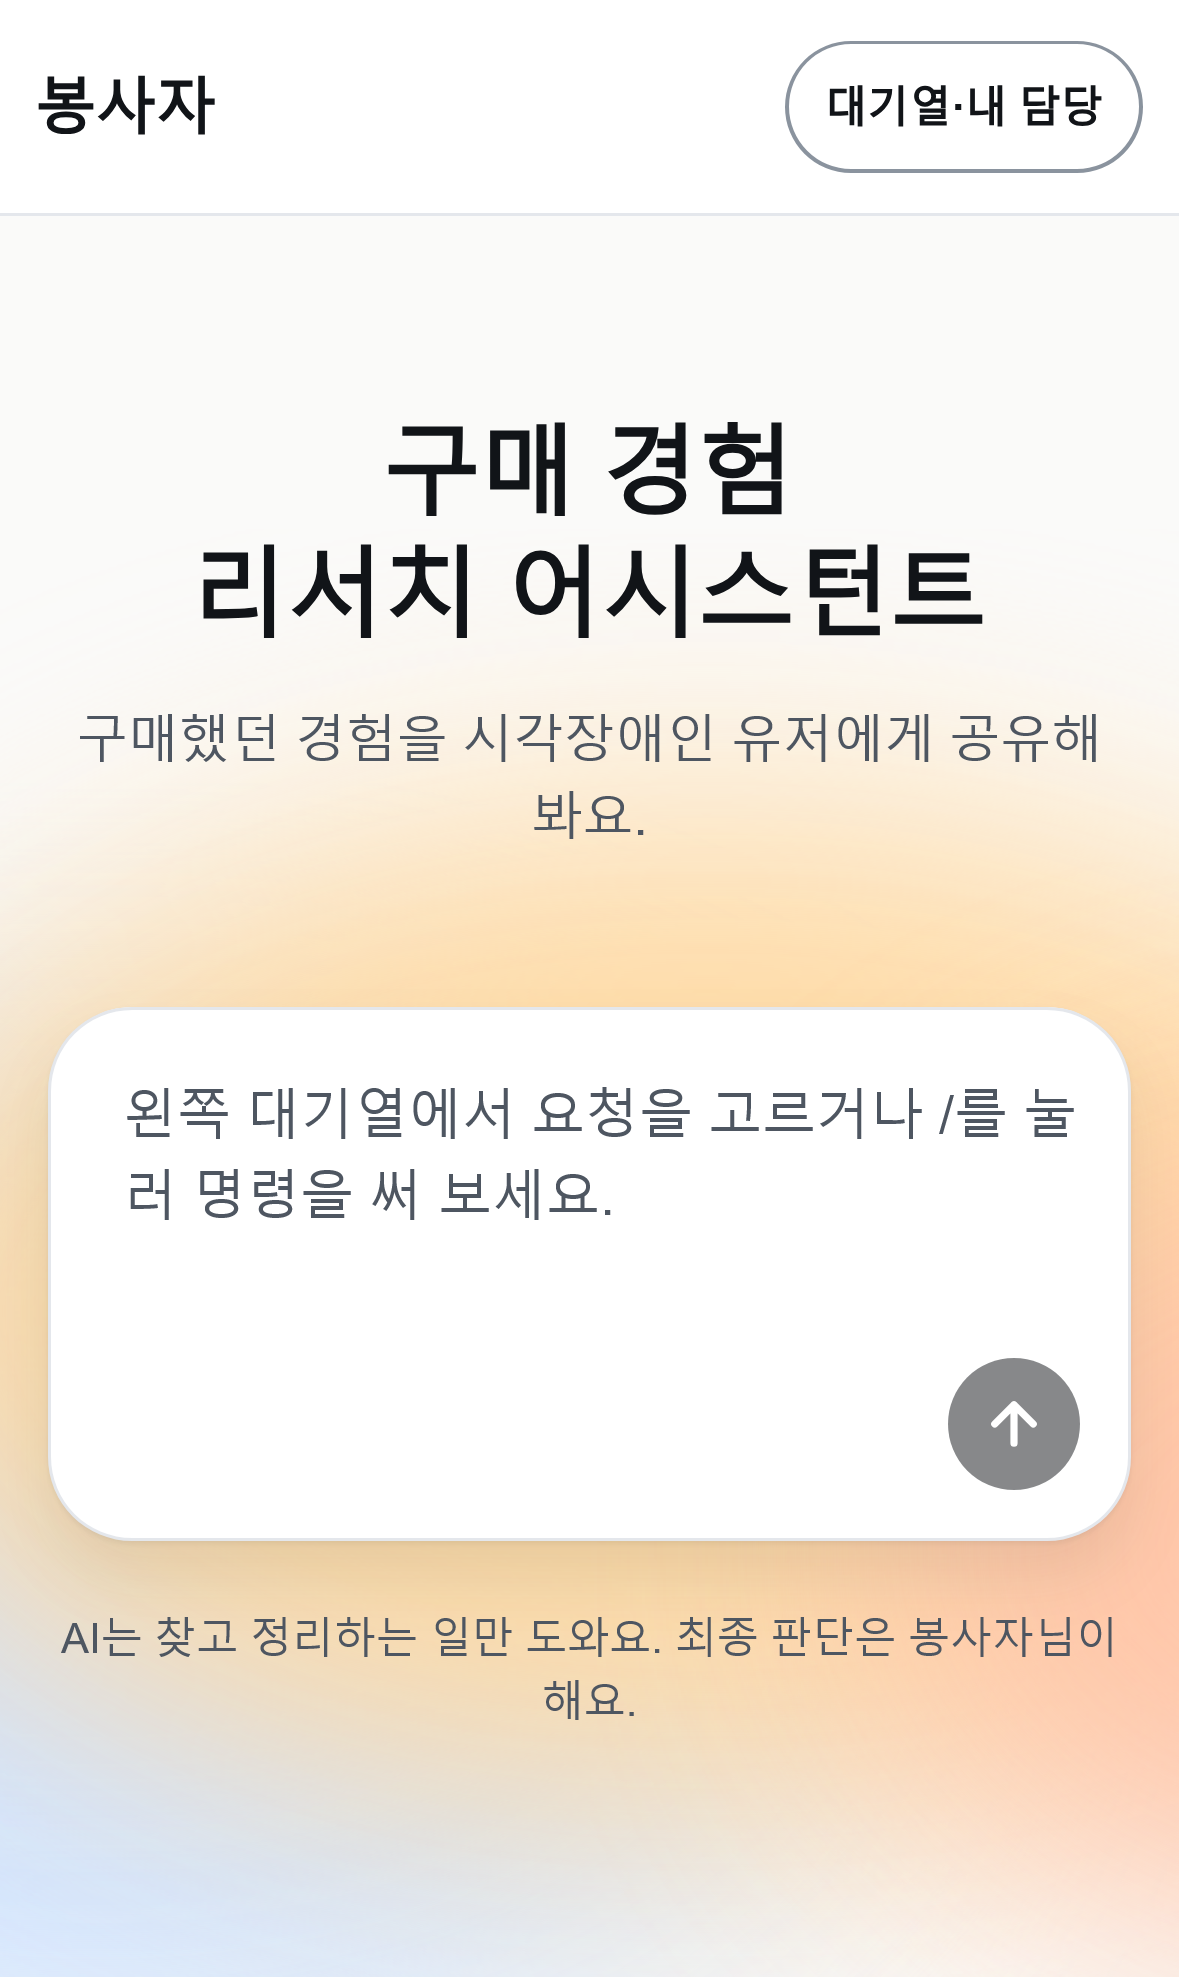 봉사자
대기열·내 담당
구매 경험
리서치 어시스턴트
구매했던 경험을 시각장애인 유저에게 공유해
봐요.
왼쪽 대기열에서 요청을 고르거나 /를 눌
러 명령을 써 보세요.
AI는 찾고 정리하는 일만 도와요. 최종 판단은 봉사자님이
해요.